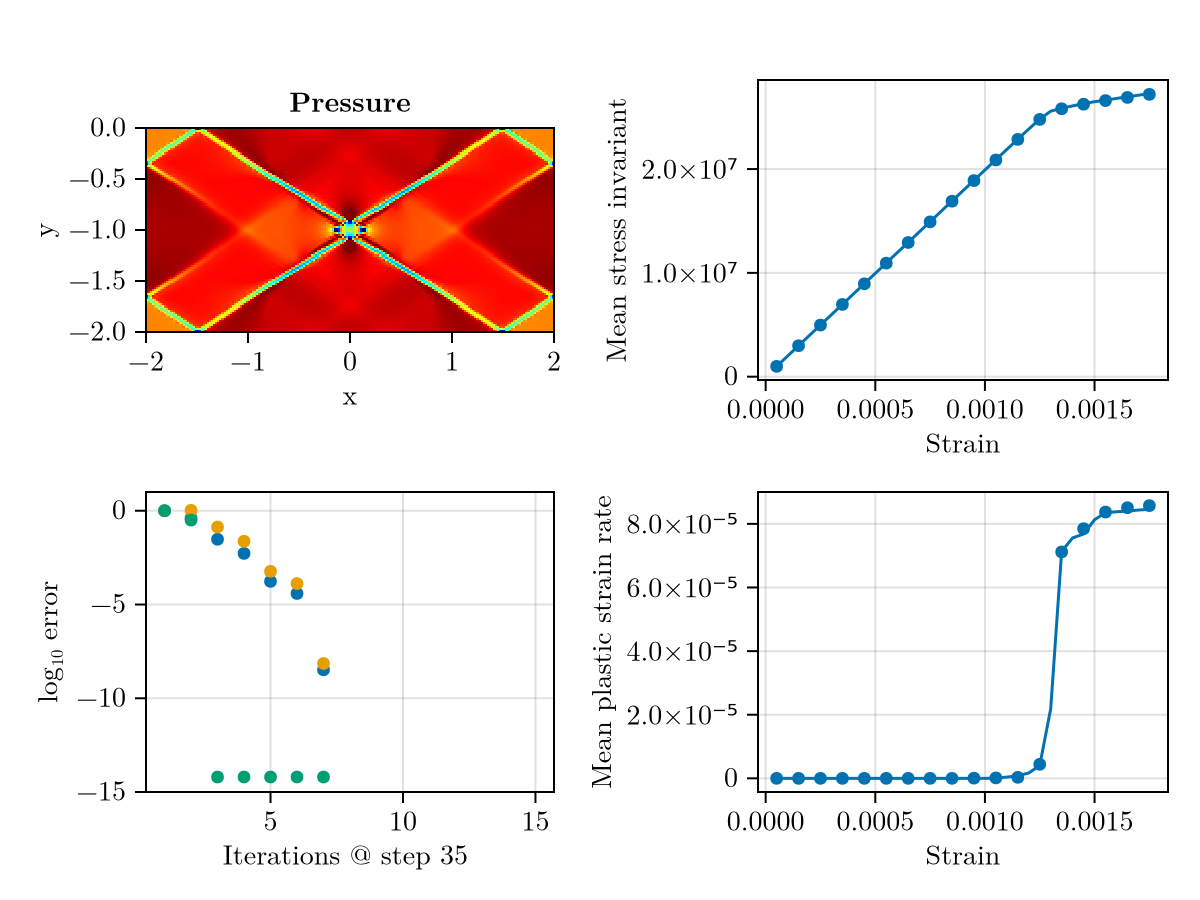 Pressure
0.0
−0.5
−1.0
−1.5
−2.0
y
−2 −1 0 1 2
x
Mean stress invariant
2.0×10⁷
1.0×10⁷
0
0.0000 0.0005 0.0010 0.0015
Strain
log₁₀ error
0
−5
−10
−15
5 10 15
Iterations @ step 35
Mean plastic strain rate
8.0×10⁻⁵
6.0×10⁻⁵
4.0×10⁻⁵
2.0×10⁻⁵
0
0.0000 0.0005 0.0010 0.0015
Strain